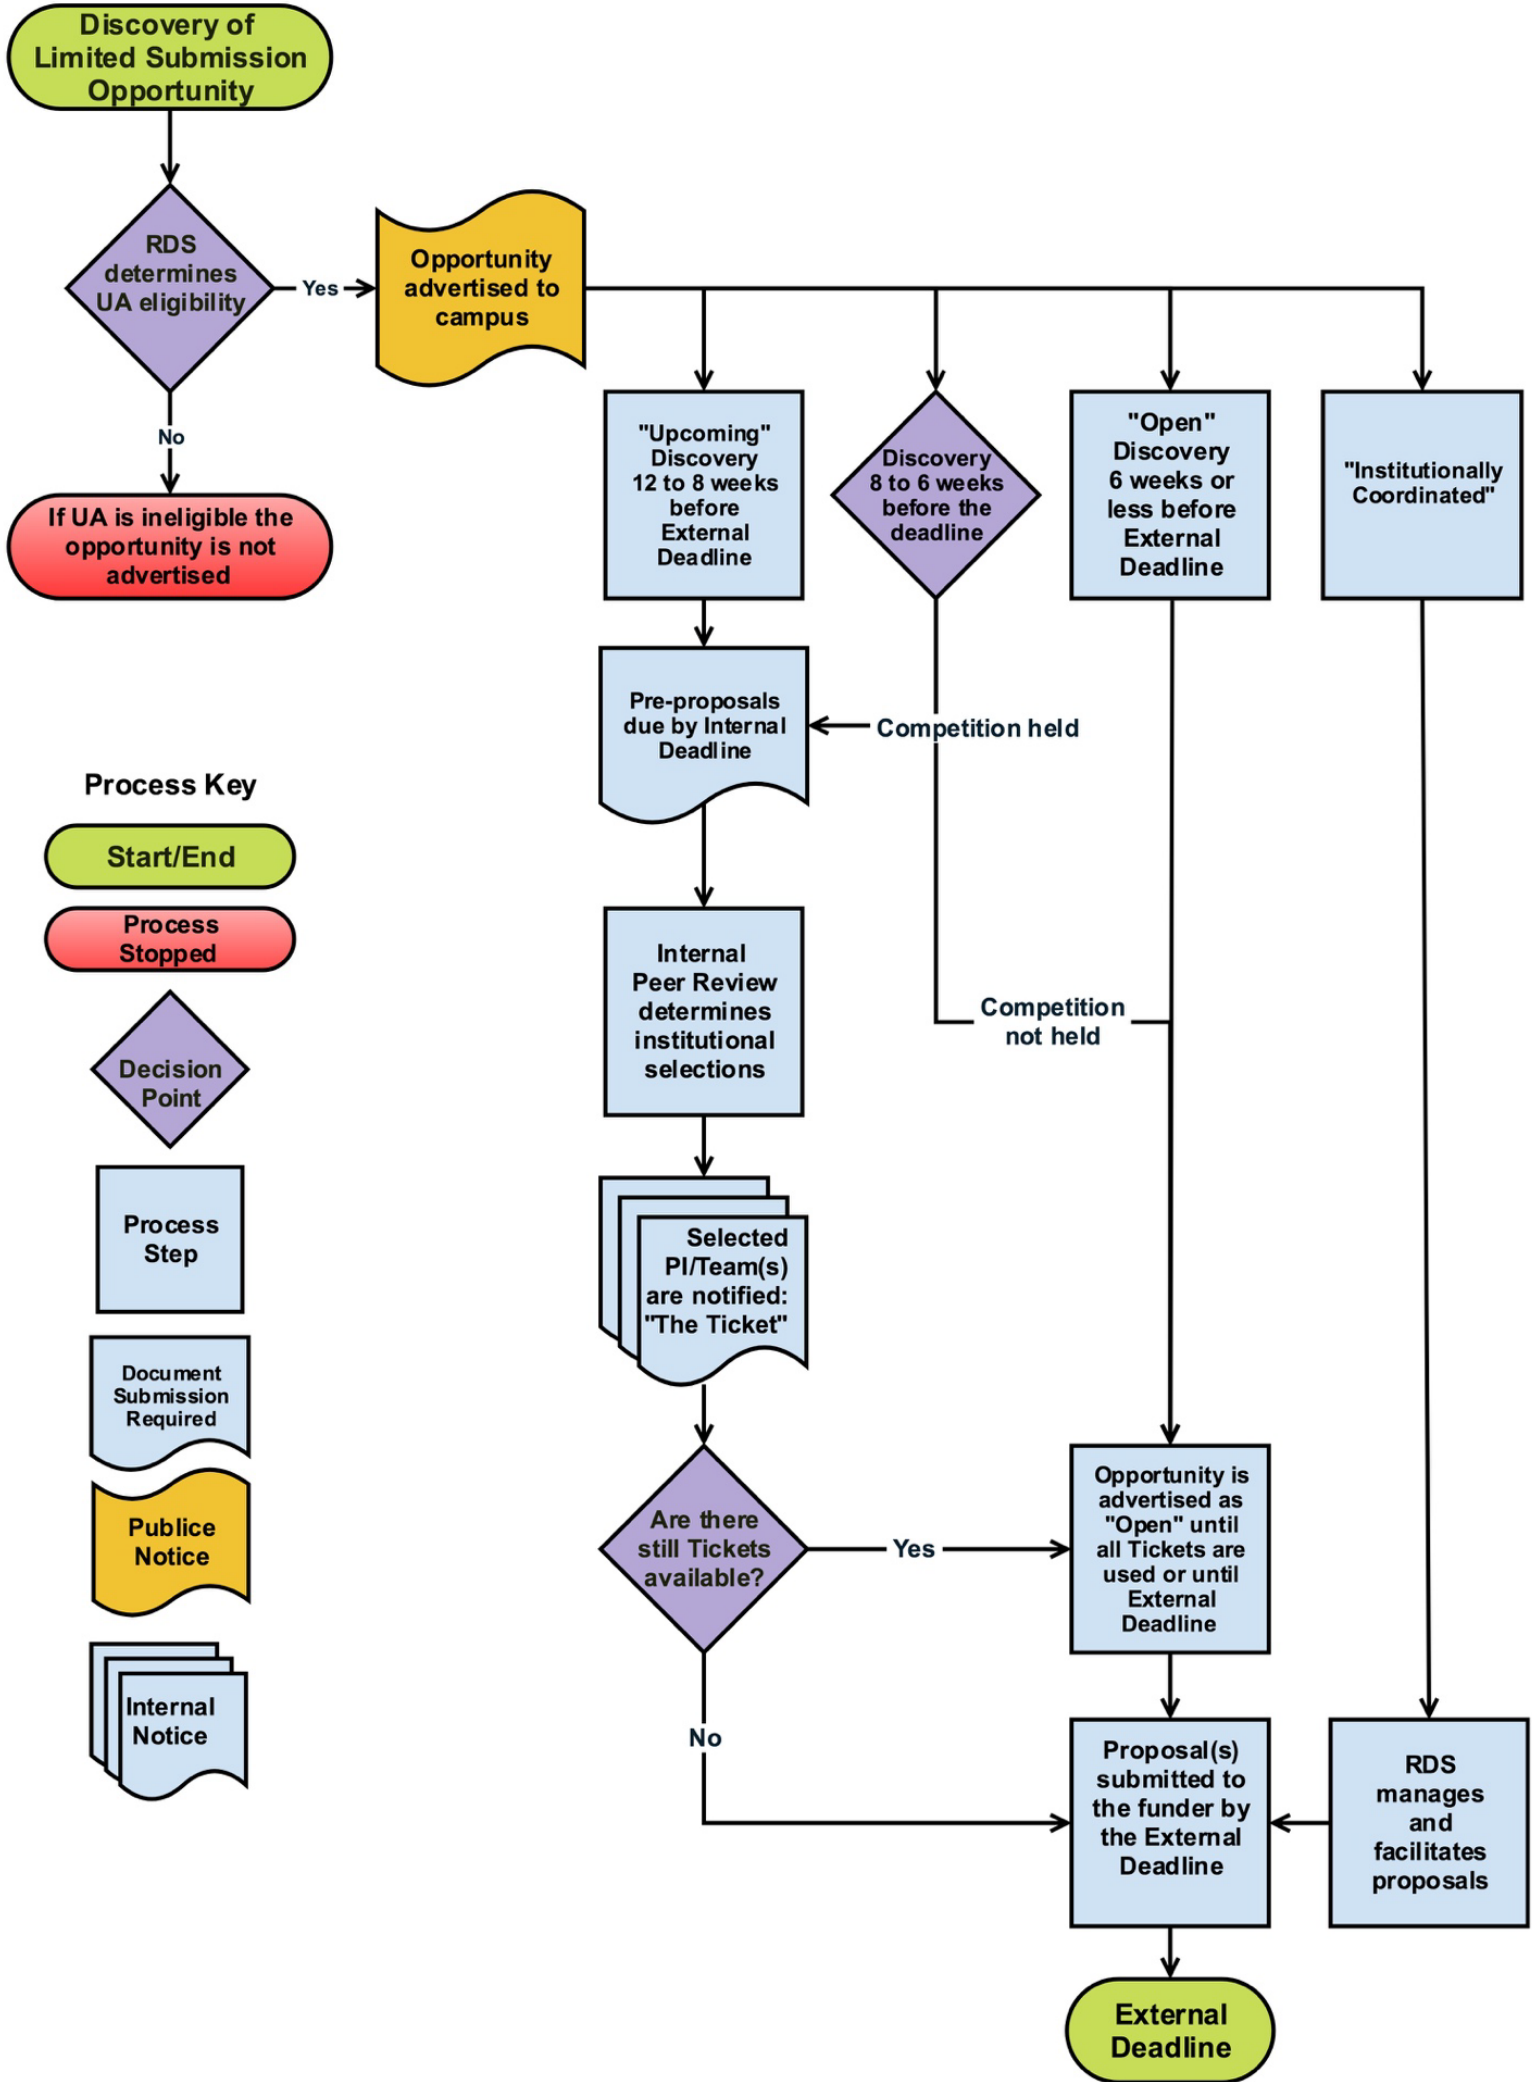 Discovery of
Limited Submission
Opportunity
RDS
determines
UA eligibility
Yes
Opportunity
advertised to
campus
No
If UA is ineligible the
opportunity is not
advertised
"Upcoming"
Discovery
12 to 8 weeks
before
External
Deadline
Discovery
8 to 6 weeks
before the
deadline
"Open"
Discovery
6 weeks or
less before
External
Deadline
"Institutionally
Coordinated"
Pre-proposals
due by Internal
Deadline
Competition held
Internal
Peer Review
determines
institutional
selections
Competition
not held
Selected
PI/Team(s)
are notified:
"The Ticket"
Are there
still Tickets
available?
Yes
Opportunity is
advertised as
"Open" until
all Tickets are
used or until
External
Deadline
No
Proposal(s)
submitted to
the funder by
the External
Deadline
RDS
manages
and
facilitates
proposals
External
Deadline
Process Key
Start/End
Process
Stopped
Decision
Point
Process
Step
Document
Submission
Required
Publice
Notice
Internal
Notice